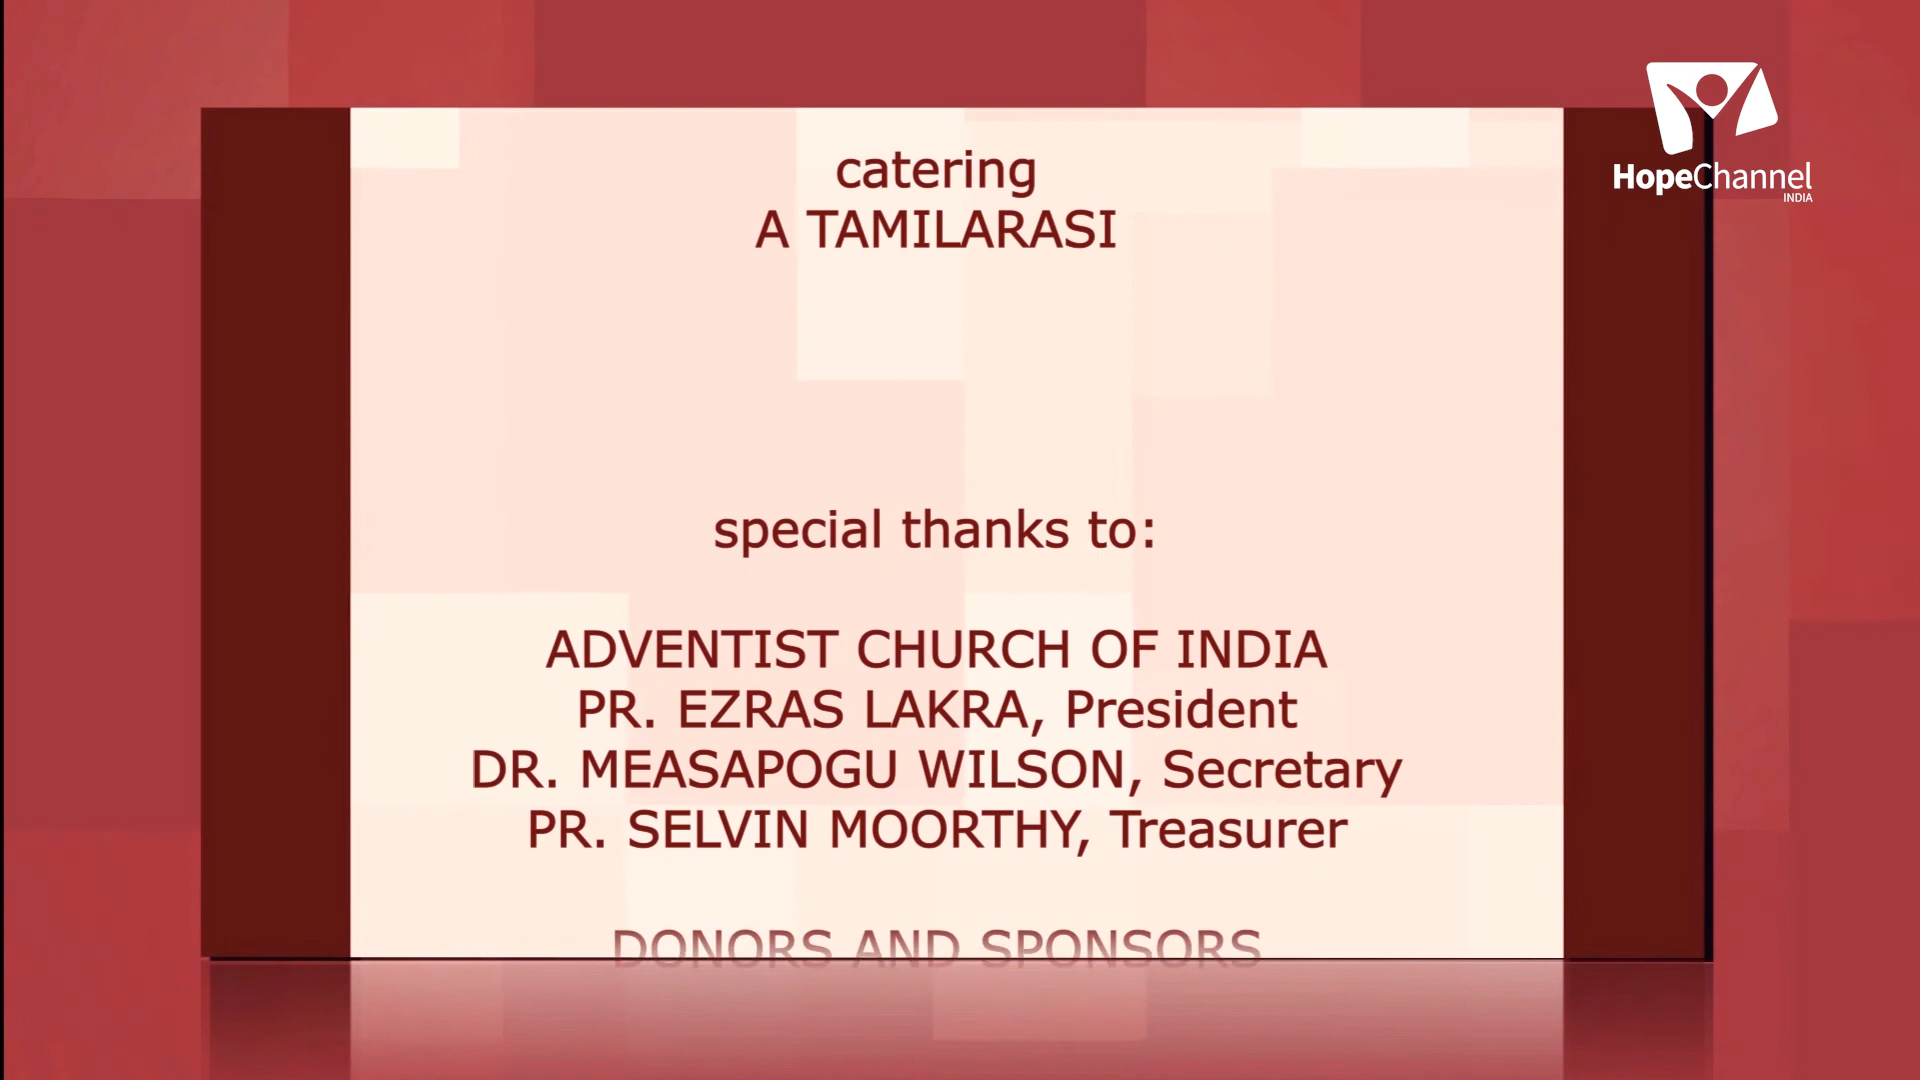 HopeChannel
INDIA
catering
A TAMILARASI
special thanks to:
ADVENTIST CHURCH OF INDIA
PR. EZRAS LAKRA, President
DR. MEASAPOGU WILSON, Secretary
PR. SELVIN MOORTHY, Treasurer
DONORS AND SPONSORS